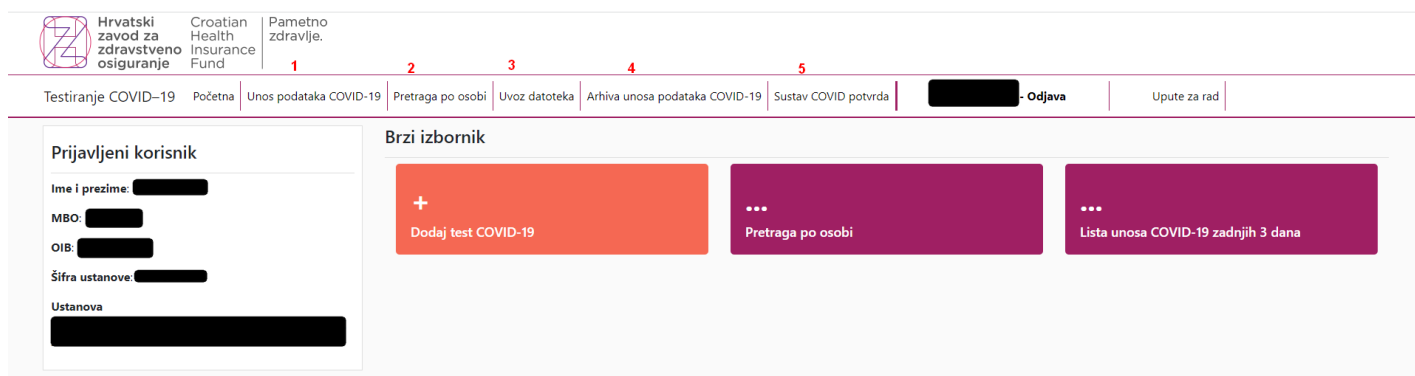 Hrvatski zavod za zdravstveno osiguranje
Croatian Health Insurance Fund
Pametno zdravlje.
1 2 3 4 5
Testiranje COVID–19 Početna Unos podataka COVID-19 Pretraga po osobi Uvoz datoteka Arhiva unosa podataka COVID-19 Sustav COVID potvrda - Odjava Upute za rad
Prijavljeni korisnik
Ime i prezime:
MBO:
OIB:
Šifra ustanove:
Ustanova
Brzi izbornik
+
Dodaj test COVID-19
...
Pretraga po osobi
...
Lista unosa COVID-19 zadnjih 3 dana